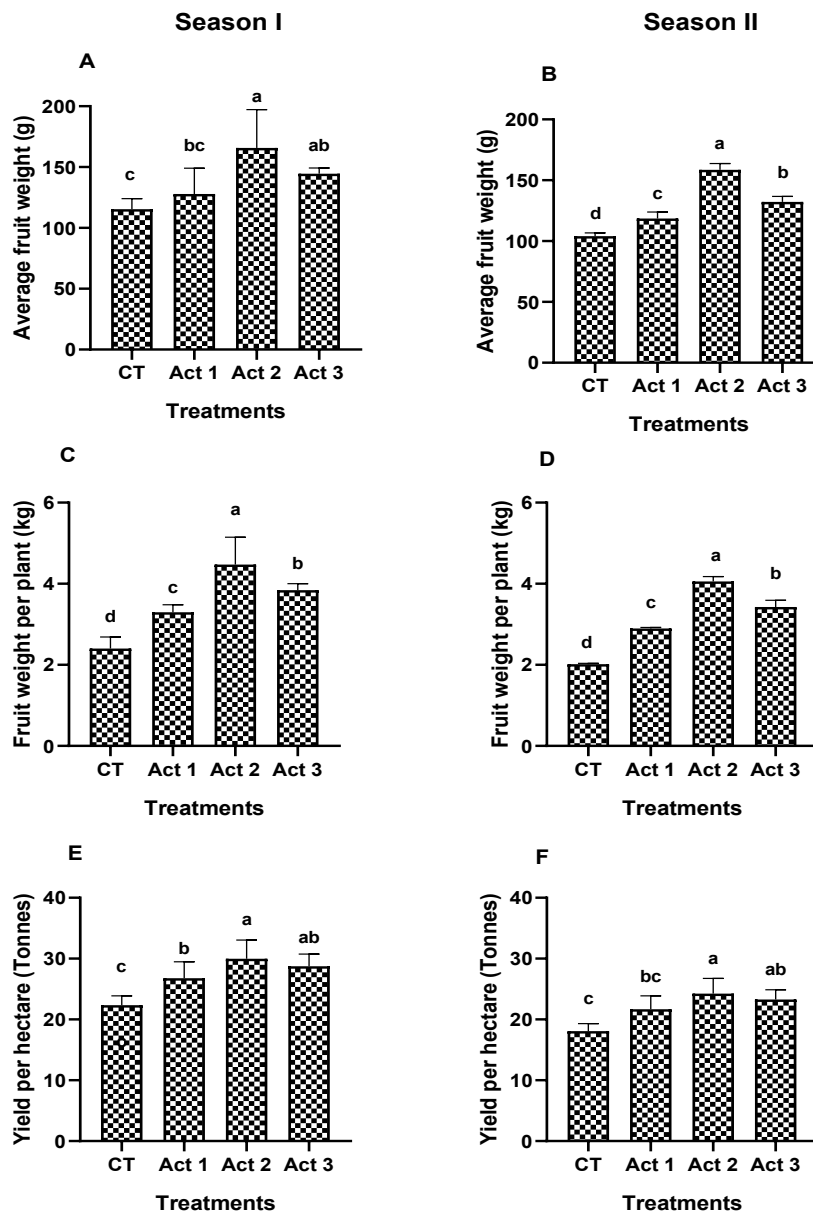 Season I
Season II
A
Average fruit weight (g)
200
150
100
50
0
c
bc
a
ab
CT Act 1 Act 2 Act 3
Treatments
B
Average fruit weight (g)
200
150
100
50
0
d
c
a
b
CT Act 1 Act 2 Act 3
Treatments
C
Fruit weight per plant (kg)
6
4
2
0
d
c
a
b
CT Act 1 Act 2 Act 3
Treatments
D
Fruit weight per plant (kg)
6
4
2
0
d
c
a
b
CT Act 1 Act 2 Act 3
Treatments
E
Yield per hectare (Tonnes)
40
30
20
10
0
c
b
a
ab
CT Act 1 Act 2 Act 3
Treatments
F
Yield per hectare (Tonnes)
40
30
20
10
0
c
bc
a
ab
CT Act 1 Act 2 Act 3
Treatments